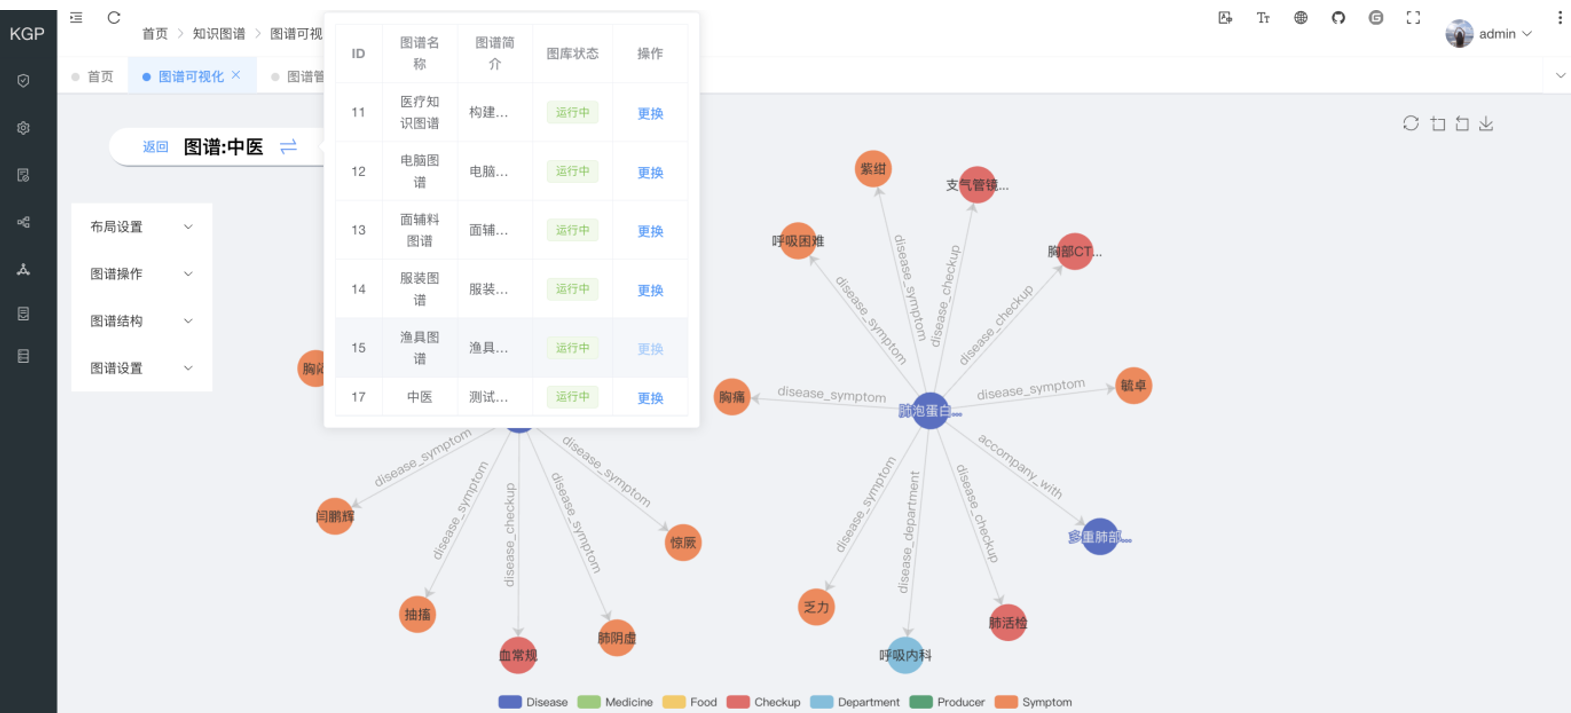 KGP
首页 > 知识图谱 > 图谱可视
admin
首页
图谱可视化 ×
图谱管
返回 图谱:中医
布局设置
图谱操作
图谱结构
图谱设置
ID 图谱名称 图谱简介 图库状态 操作
11 医疗知识图谱 构建... 运行中 更换
12 电脑图谱 电脑... 运行中 更换
13 面辅料图谱 面辅... 运行中 更换
14 服装图谱 服装... 运行中 更换
15 渔具图谱 渔具... 运行中 更换
17 中医 测试... 运行中 更换
紫绀
支气管镜...
呼吸困难
胸部CT...
disease_symptom
disease_checkup
disease_symptom
disease_checkup
胸痛
disease_symptom
肺泡蛋白...
disease_symptom
毓卓
accompany_with
多重肺部...
disease_symptom
disease_department
disease_checkup
乏力
呼吸内科
肺活检
disease_symptom
disease_symptom
disease_checkup
disease_symptom
disease_symptom
闫鹏辉
惊厥
抽搐
血常规
肺阴虚
Disease Medicine Food Checkup Department Producer Symptom